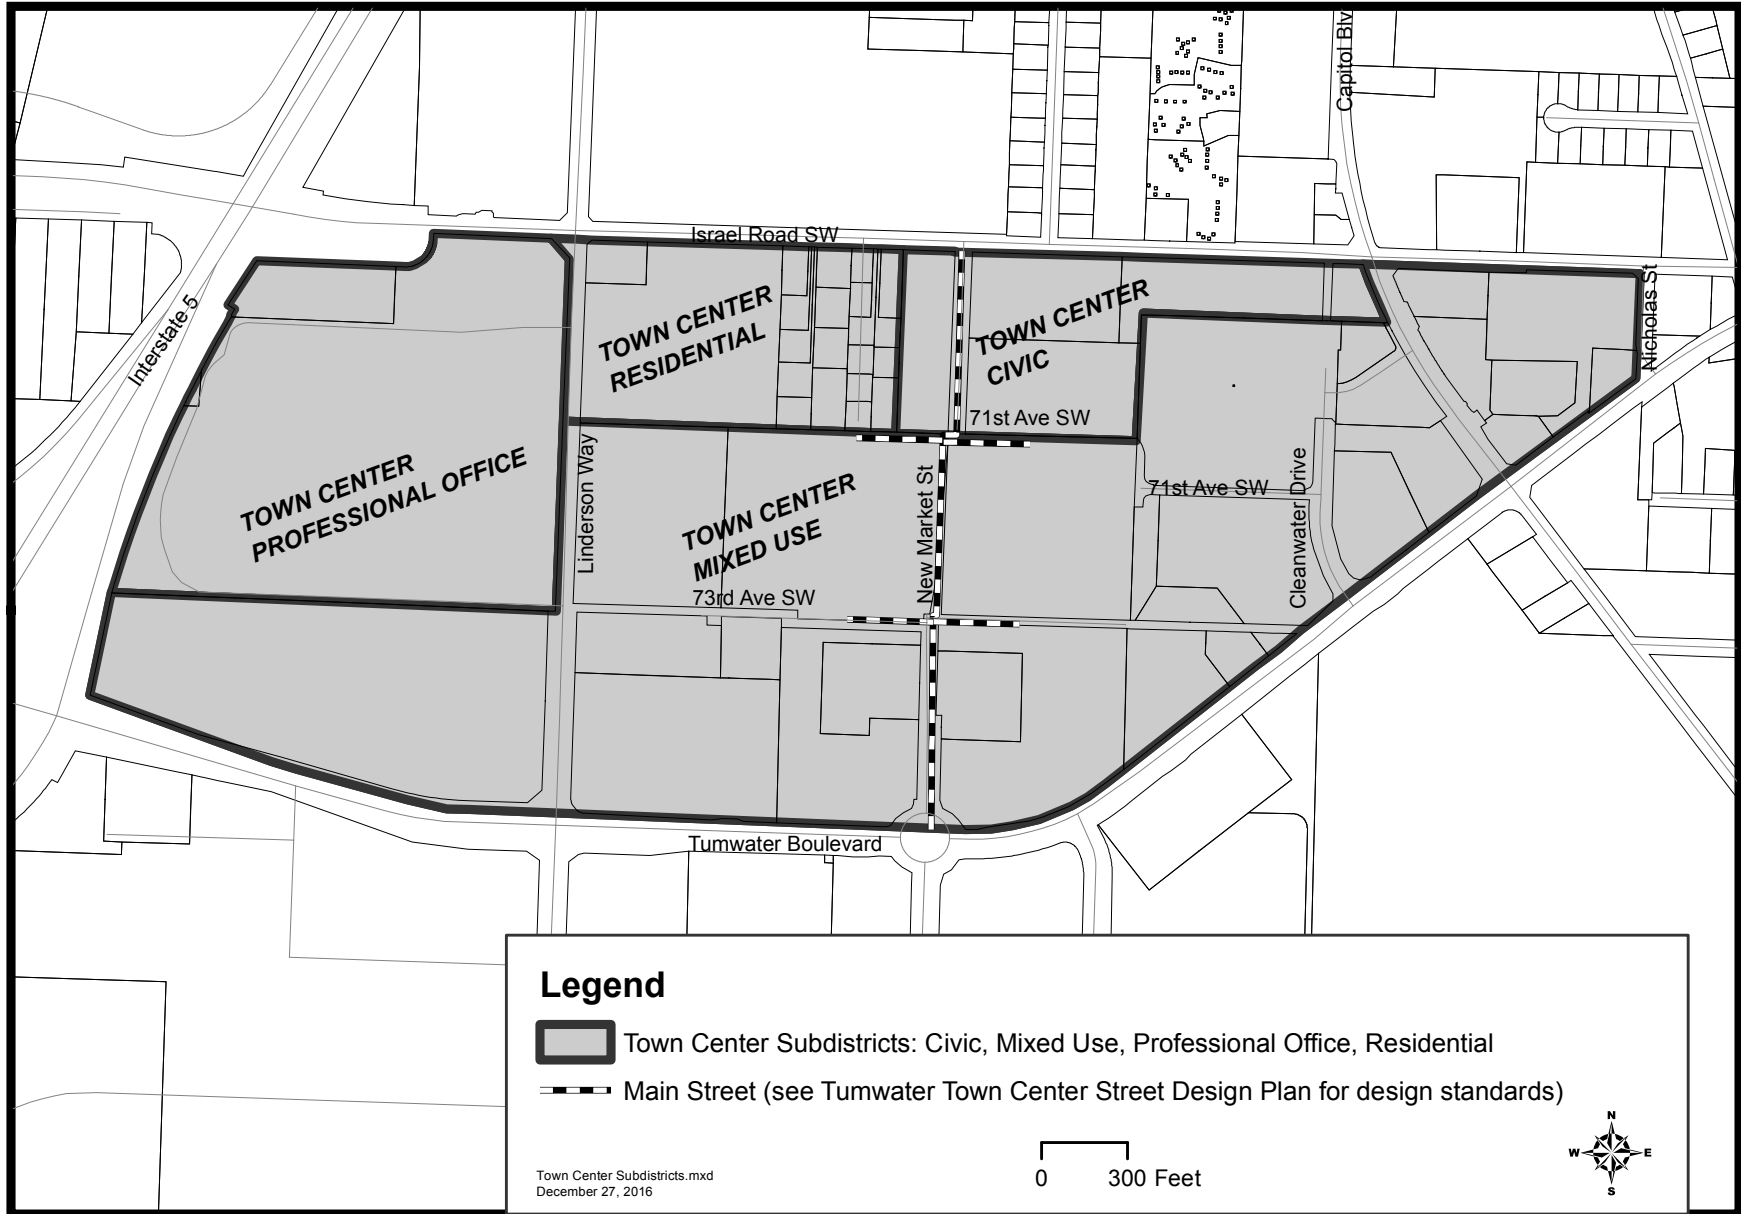 Capitol Blv
Israel Road SW
Nicholas St
Interstate 5
TOWN CENTER
RESIDENTIAL
TOWN CENTER
CIVIC
71st Ave SW
TOWN CENTER
PROFESSIONAL OFFICE
Linderson Way
TOWN CENTER
MIXED USE
New Market St
71st Ave SW
Cleanwater Drive
73rd Ave SW
Tumwater Boulevard
Legend
Town Center Subdistricts: Civic, Mixed Use, Professional Office, Residential
Main Street (see Tumwater Town Center Street Design Plan for design standards)
0 300 Feet
N
W E
S
Town Center Subdistricts.mxd
December 27, 2016